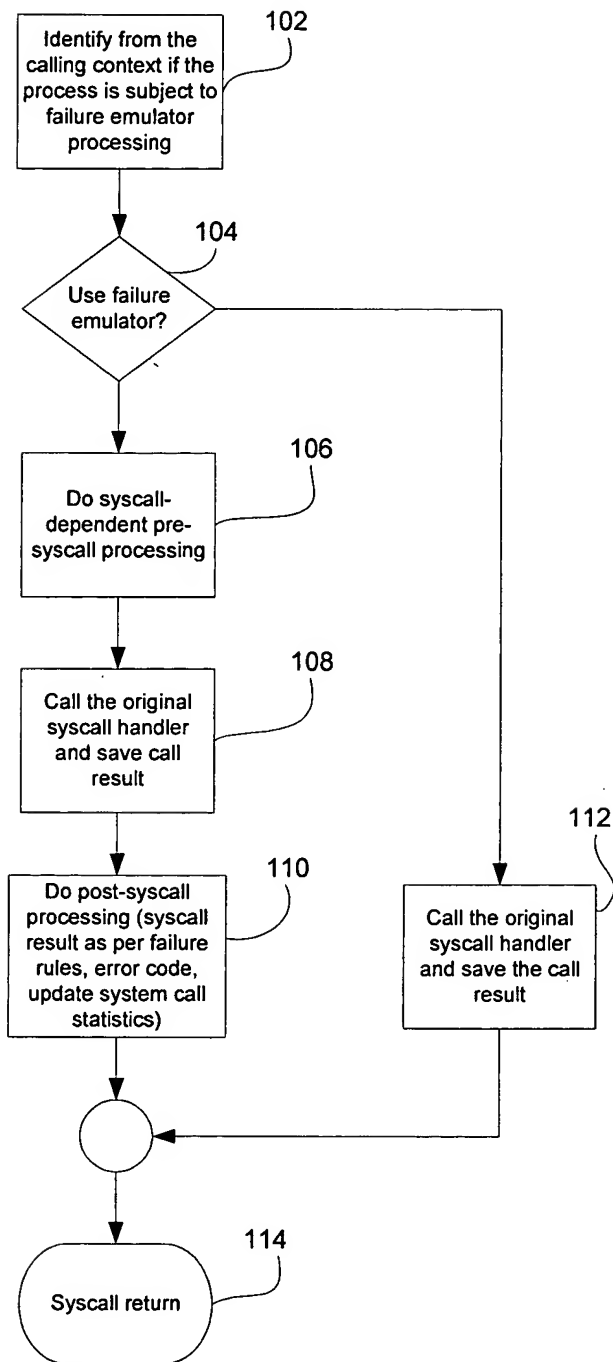 102
Identify from the
calling context if the
process is subject to
failure emulator
processing
104
Use failure
emulator?
106
Do syscall-
dependent pre-
syscall processing
108
Call the original
syscall handler
and save call
result
110
Do post-syscall
processing (syscall
result as per failure
rules, error code,
update system call
statistics)
112
Call the original
syscall handler
and save the call
result
114
Syscall return